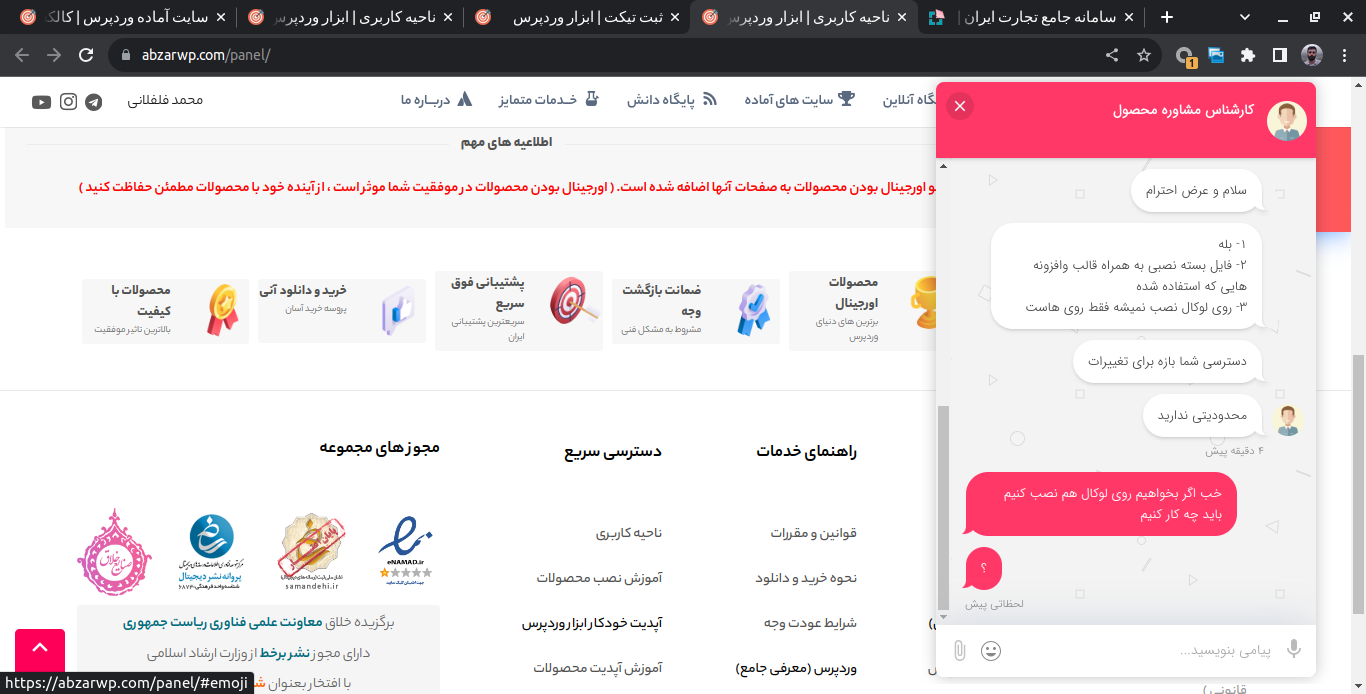 سایت آماده وردپرس | کالک
ناحیه کاربری | ابزار وردپرس
ثبت تیکت | ابزار وردپرس
ناحیه کاربری | ابزار وردپرس
سامانه جامع تجارت ایران |
abzarwp.com/panel/
1
گاه آنلاین
سایت های آماده
پایگاه دانش
خـدمات متمایز
دربـــاره ما
محمد فلفلانی
اطلاعیه های مهم
و اورجینال بودن محصولات به صفحات آنها اضافه شده است. ( اورجینال بودن محصولات در موفقیت شما موثر است ، از آینده خود با محصولات مطمئن حفاظت کنید )
محصولات اورجینال
برترین های دنیای وردپرس
ضمانت بازگشت وجه
مشروط به مشکل فنی
پشتیبانی فوق سریع
سریعترین پشتیبانی ایران
خرید و دانلود آنی
پروسه خرید آسان
محصولات با کیفیت
بالاترین تاثیر موفقیت
راهنمای خدمات
قوانین و مقررات
نحوه خرید و دانلود
شرایط عودت وجه
وردپرس (معرفی جامع)
دسترسی سریع
ناحیه کاربری
آموزش نصب محصولات
آپدیت خودکار ابزار وردپرس
آموزش آپدیت محصولات
مجوز های مجموعه
eNAMAD.ir
samandehi.ir
پروانه نشر دیجیتال
برگزیده خلاق معاونت علمی فناوری ریاست جمهوری
دارای مجوز نشر برخط از وزارت ارشاد اسلامی
با افتخار بعنوان
قانونی )
کارشناس مشاوره محصول
سلام و عرض احترام
۱- بله
۲- فایل بسته نصبی به همراه قالب وافزونه
هایی که استفاده شده
۳- روی لوکال نصب نمیشه فقط روی هاست
دسترسی شما بازه برای تغییرات
محدودیتی ندارید
۴ دقیقه پیش
خب اگر بخواهیم روی لوکال هم نصب کنیم
باید چه کار کنیم
؟
لحظاتی پیش
پیامی بنویسید...
https://abzarwp.com/panel/#emoji